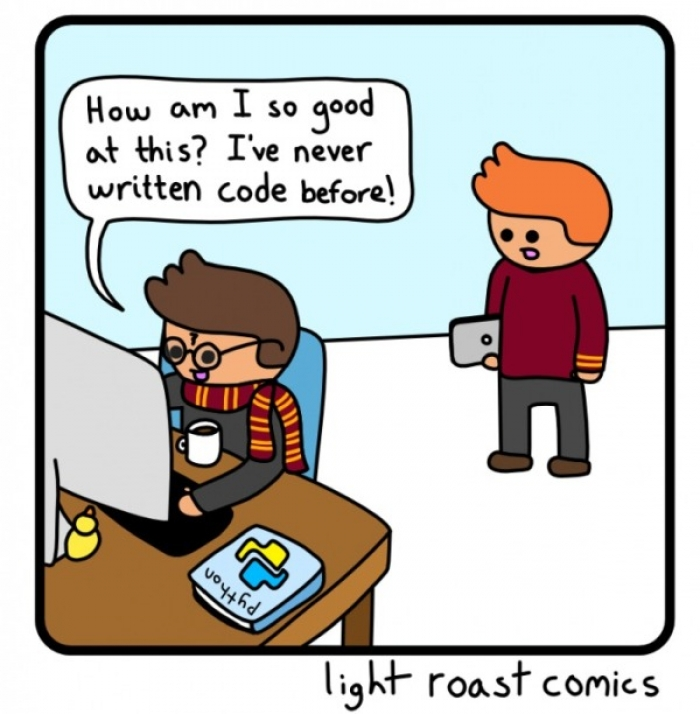 How am I so good
at this? I've never
written code before!
python
light roast comics